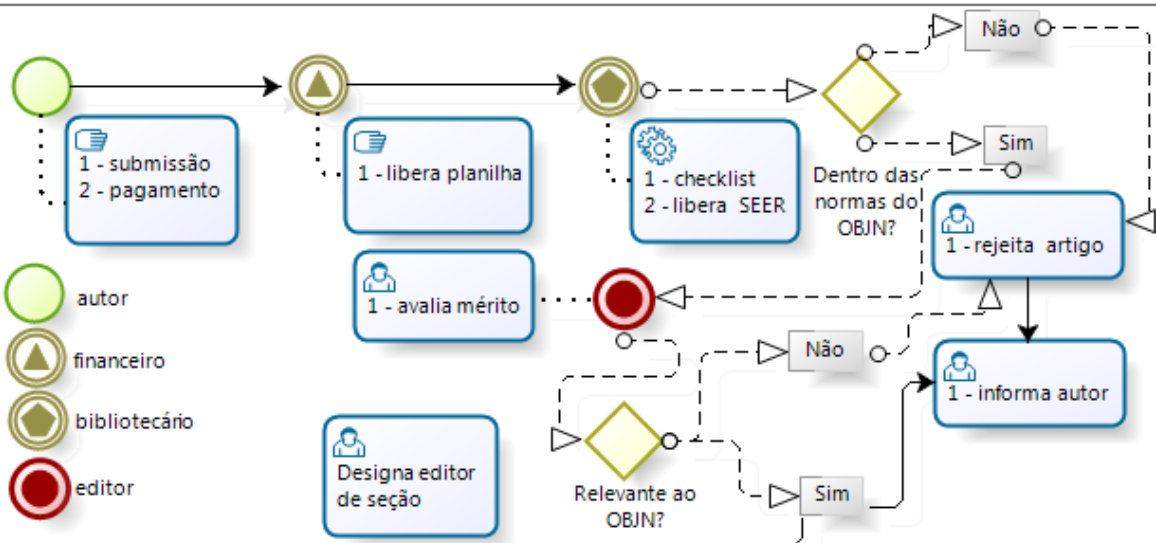 1 - submissão
2 - pagamento
1 - libera planilha
1 - checklist
2 - libera SEER
Dentro das
normas do
OBJN?
Não
Sim
1 - rejeita artigo
1 - informa autor
1 - avalia mérito
autor
financeiro
bibliotecário
editor
Designa editor
de seção
Relevante ao
OBJN?
Não
Sim